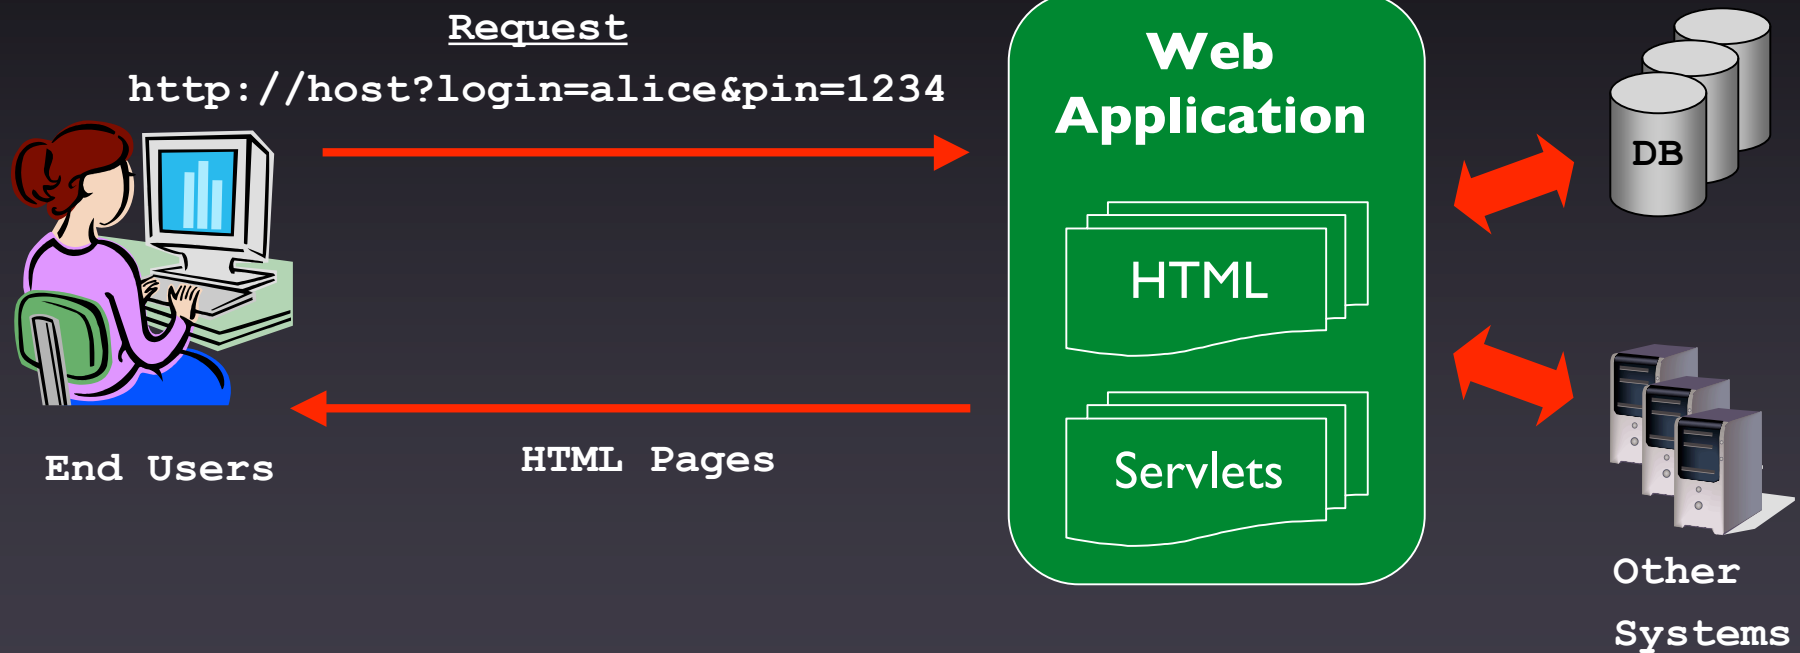 Request
http://host?login=alice&pin=1234
Web
Application
DB
HTML
Servlets
End Users
HTML Pages
Other
Systems